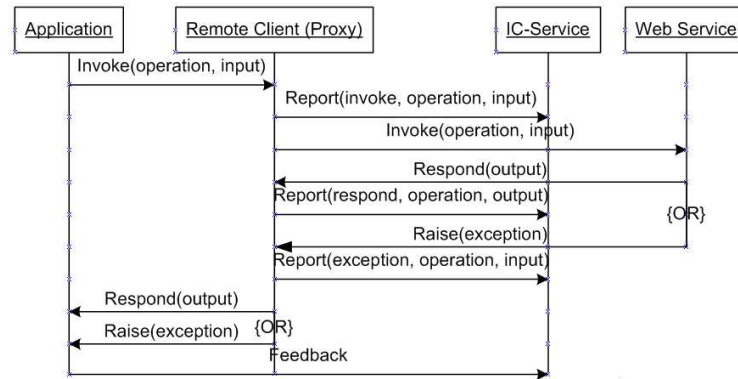 Application
Remote Client (Proxy)
IC-Service
Web Service
Invoke(operation, input)
Report(invoke, operation, input)
Invoke(operation, input)
Respond(output)
Report(respond, operation, output)
{OR}
Raise(exception)
Report(exception, operation, input)
Respond(output)
{OR}
Raise(exception)
Feedback